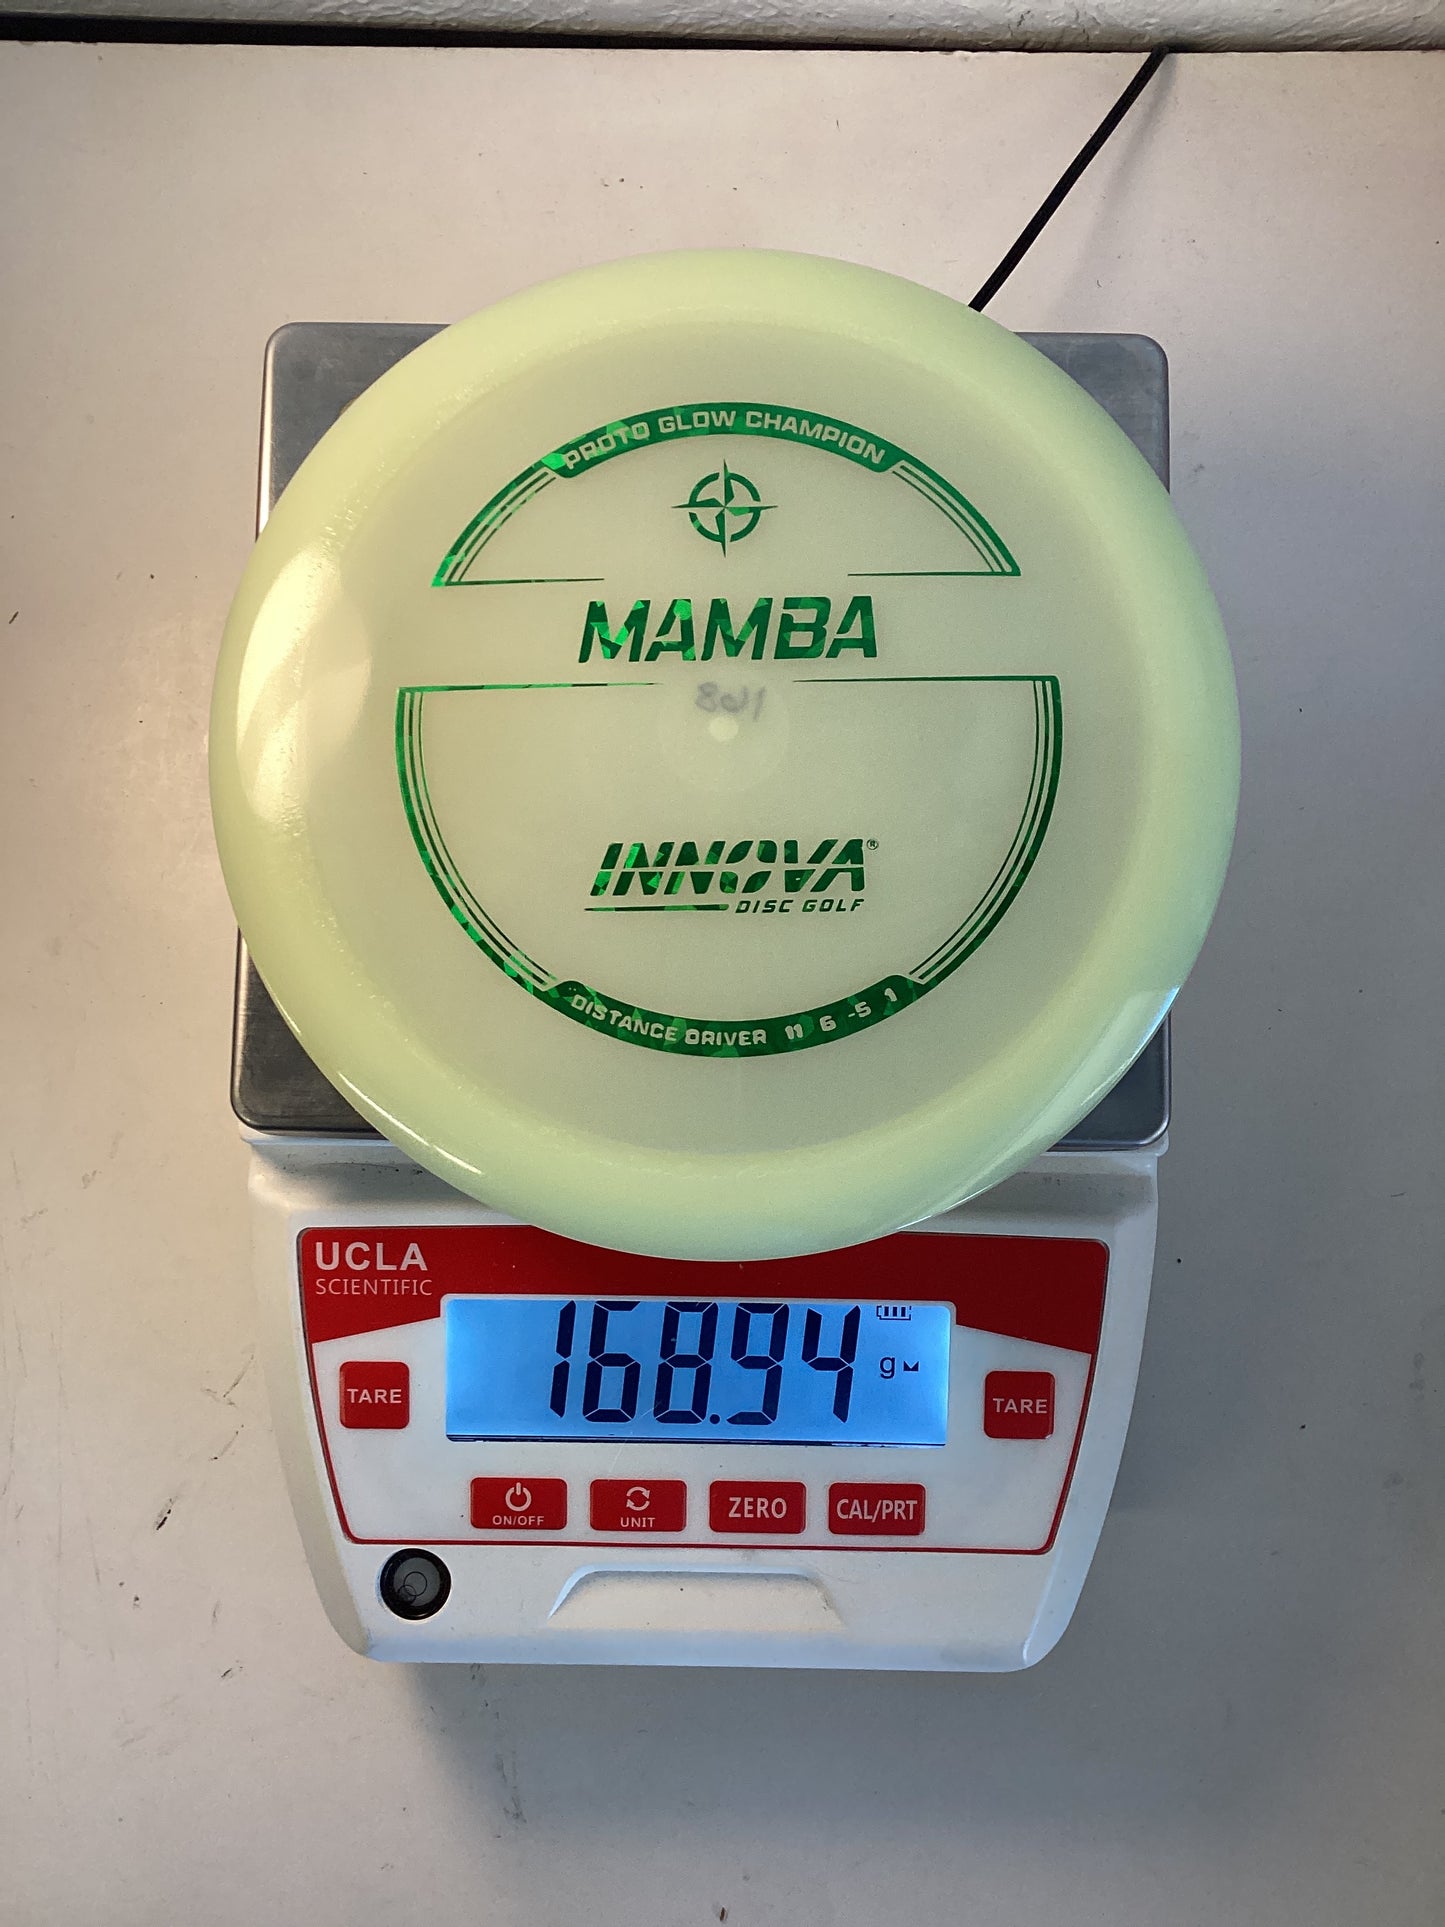 PROTO GLOW CHAMPION
MAMBA
INNOVA®
DISC GOLF
DISTANCE DRIVER 11 6 -5 1
UCLA
SCIENTIFIC
168.94 g
TARE
TARE
ON/OFF
UNIT
ZERO
CAL/PRT